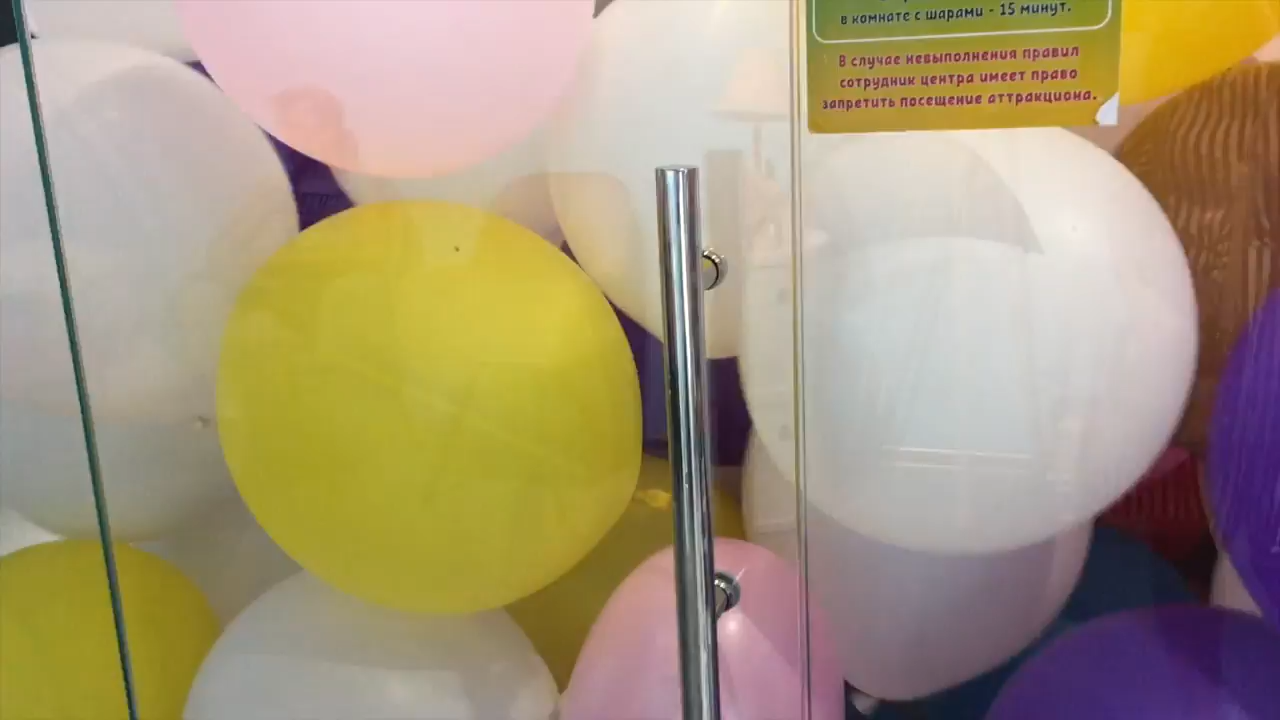 в комнате с шарами - 15 минут.
В случае невыполнения правил
сотрудник центра имеет право
запретить посещение аттракциона.